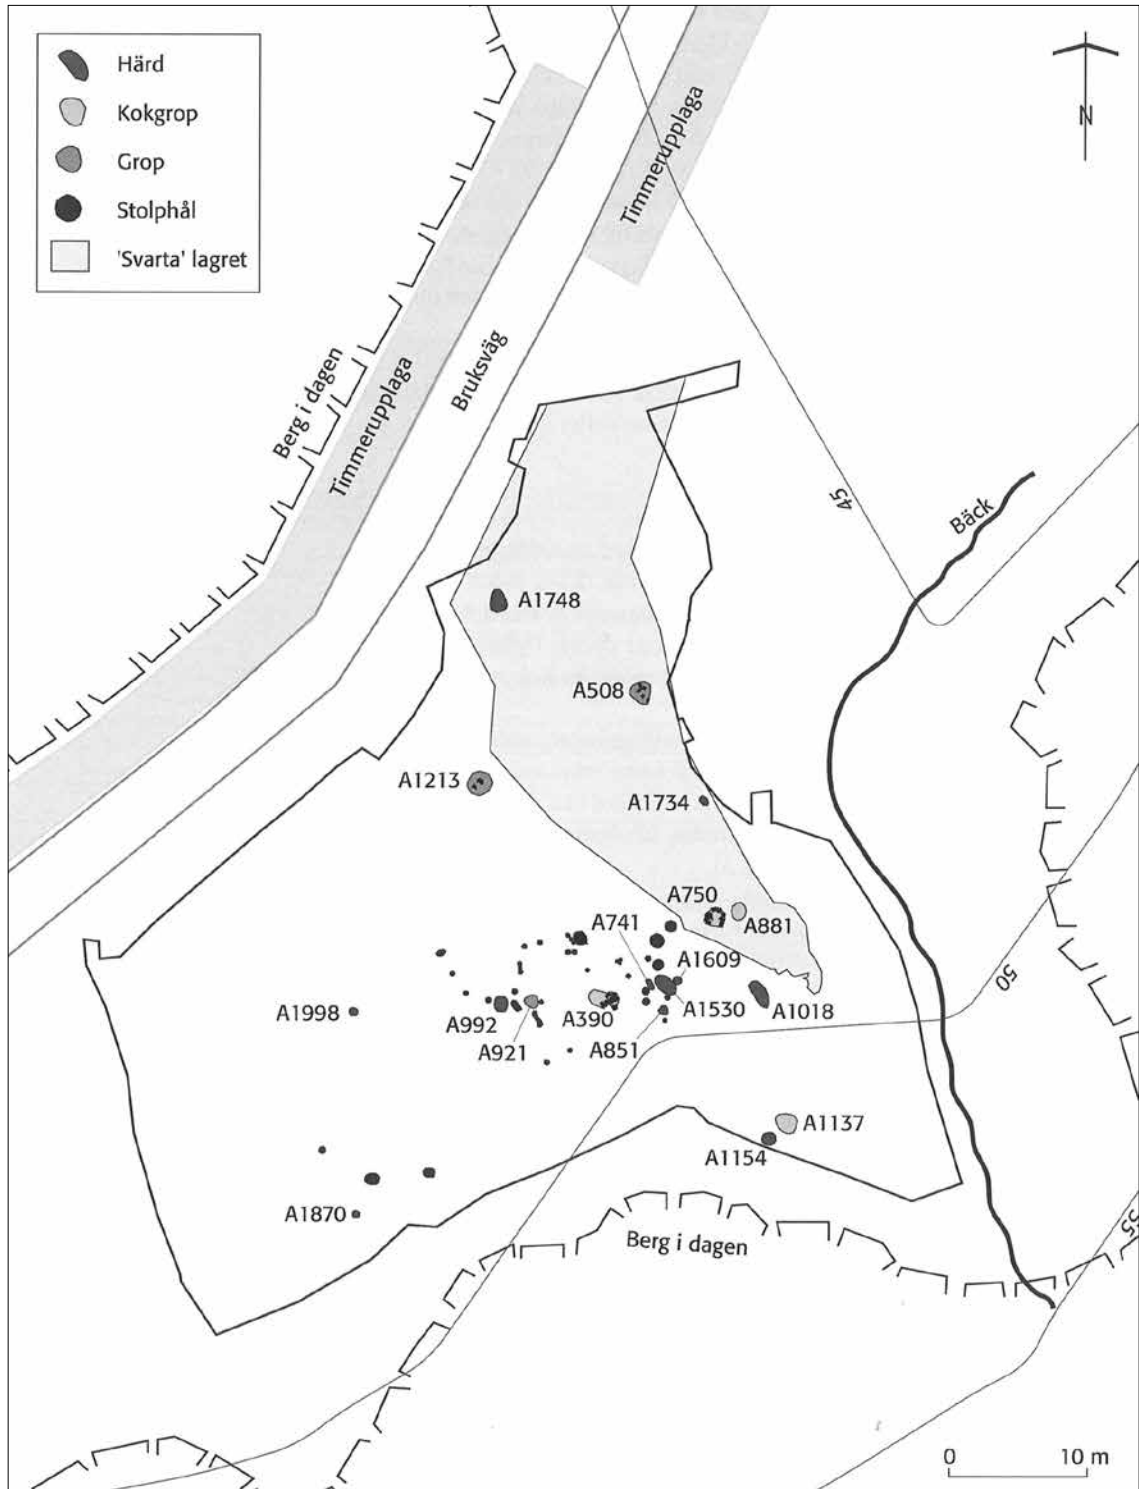 Härd
Kokgrop
Grop
Stolphål
'Svarta' lagret
N
Timmerupplaga
Timmerupplaga
Bruksväg
Berg i dagen
45
Bäck
A1748
A508
A1213
A1734
A750
A881
A741
A1609
A1998
A992
A390
A1530
A1018
A921
A851
50
A1137
A1154
A1870
Berg i dagen
55
0 10 m